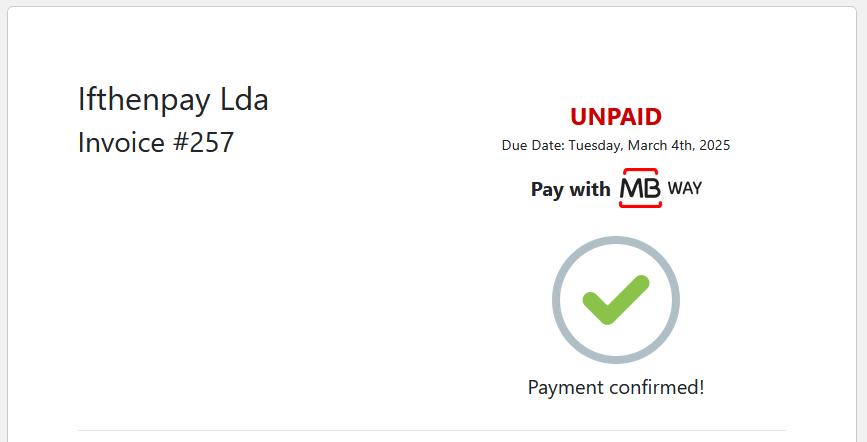 Ifthenpay Lda
Invoice #257
UNPAID
Due Date: Tuesday, March 4th, 2025
Pay with MB WAY
Payment confirmed!